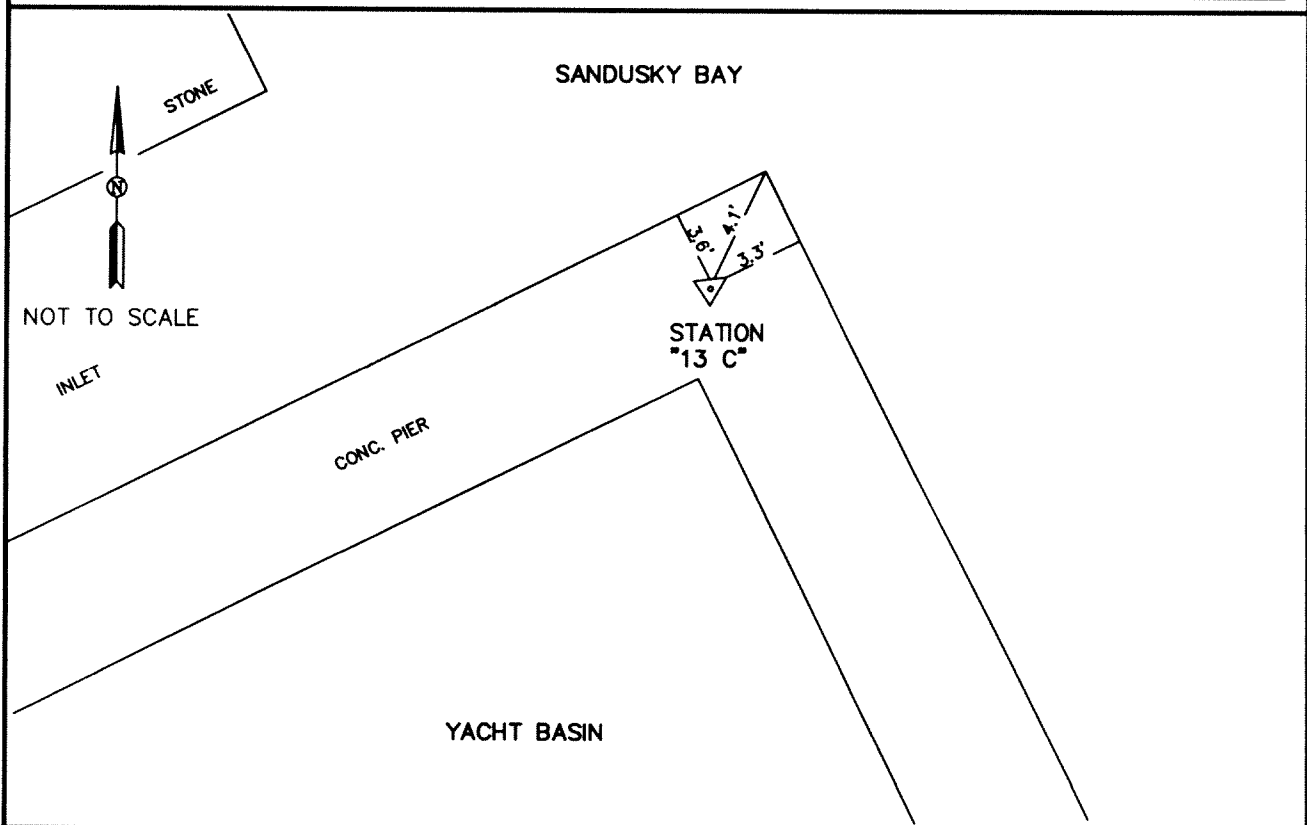 SANDUSKY BAY
STONE
N
NOT TO SCALE
3.6'
4.1'
3.3'
STATION
"13 C"
INLET
CONC. PIER
YACHT BASIN